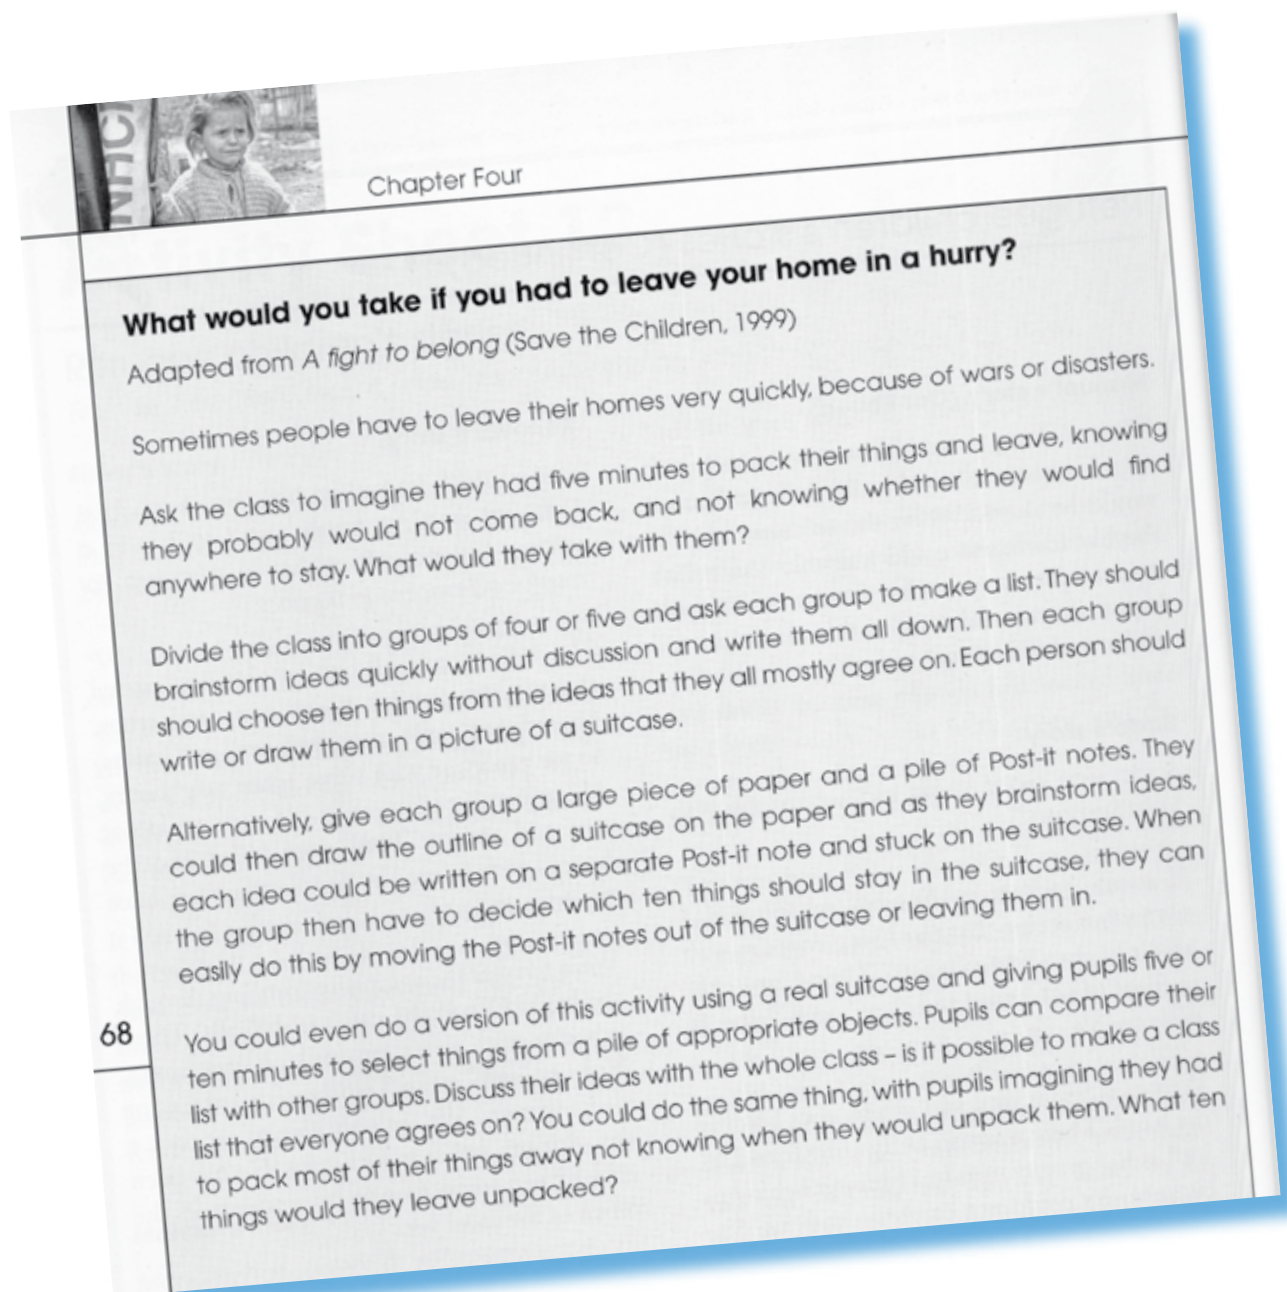 NHC
Chapter Four
What would you take if you had to leave your home in a hurry?
Adapted from A fight to belong (Save the Children, 1999)
Sometimes people have to leave their homes very quickly, because of wars or disasters.
Ask the class to imagine they had five minutes to pack their things and leave, knowing
they probably would not come back, and not knowing whether they would find
anywhere to stay. What would they take with them?
Divide the class into groups of four or five and ask each group to make a list. They should
brainstorm ideas quickly without discussion and write them all down. Then each group
should choose ten things from the ideas that they all mostly agree on. Each person should
write or draw them in a picture of a suitcase.
Alternatively, give each group a large piece of paper and a pile of Post-it notes. They
could then draw the outline of a suitcase on the paper and as they brainstorm ideas,
each idea could be written on a separate Post-it note and stuck on the suitcase. When
the group then have to decide which ten things should stay in the suitcase, they can
easily do this by moving the Post-it notes out of the suitcase or leaving them in.
68
You could even do a version of this activity using a real suitcase and giving pupils five or
ten minutes to select things from a pile of appropriate objects. Pupils can compare their
list with other groups. Discuss their ideas with the whole class – is it possible to make a class
list that everyone agrees on? You could do the same thing, with pupils imagining they had
to pack most of their things away not knowing when they would unpack them. What ten
things would they leave unpacked?